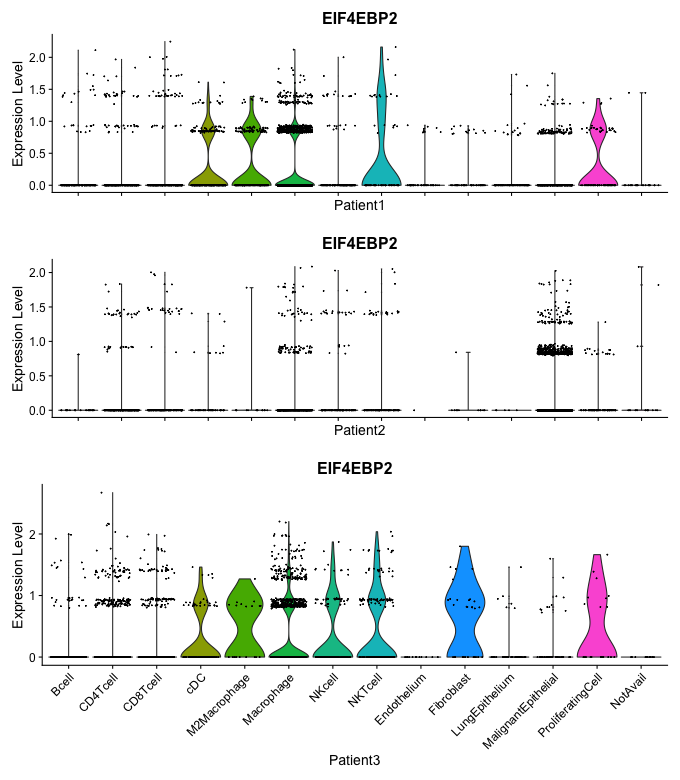 EIF4EBP2
2.0
1.5
1.0
0.5
0.0
Expression Level
Patient1
EIF4EBP2
2.0
1.5
1.0
0.5
0.0
Expression Level
Patient2
EIF4EBP2
2
1
0
Expression Level
Bcell
CD4Tcell
CD8Tcell
cDC
M2Macrophage
Macrophage
NKcell
NKTcell
Endothelium
Fibroblast
LungEpithelium
MalignantEpithelial
ProliferatingCell
NotAvail
Patient3